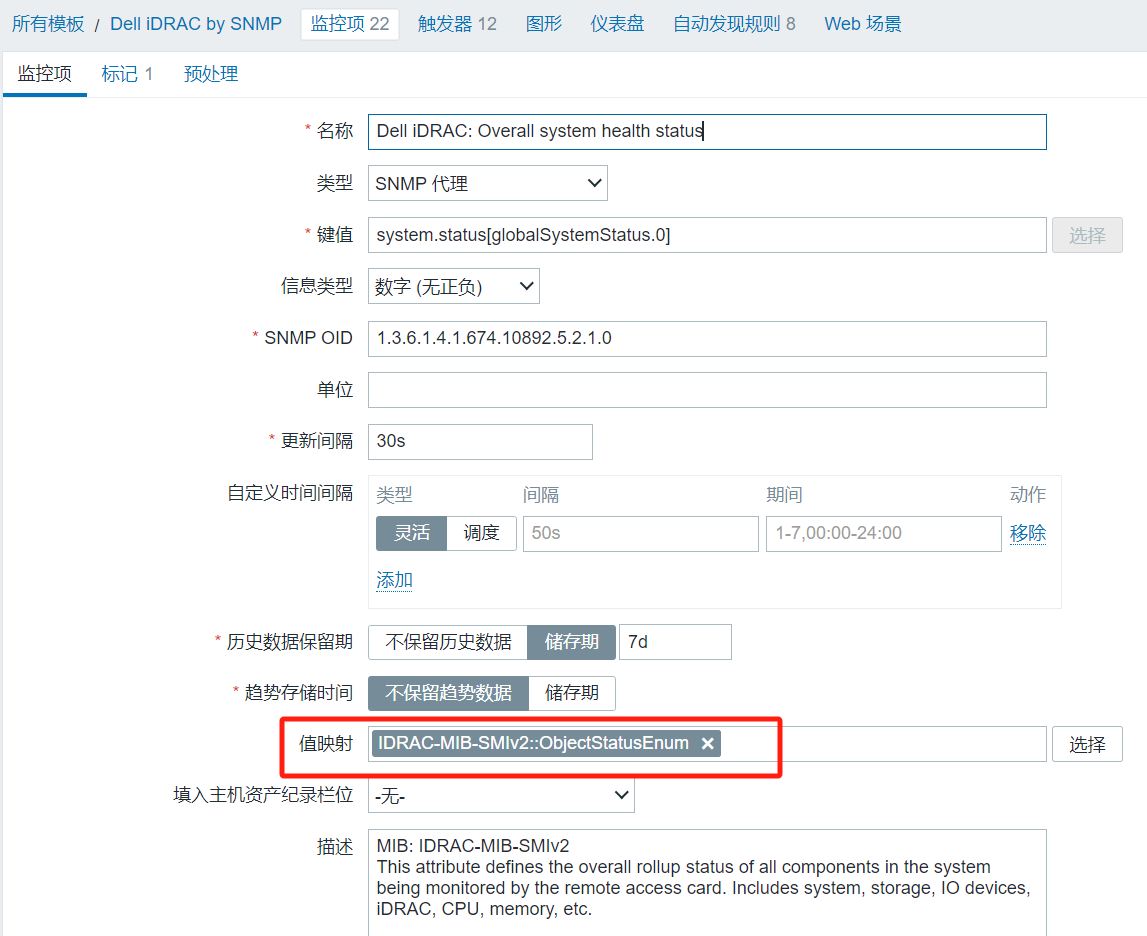 所有模板 / Dell iDRAC by SNMP 监控项 22 触发器 12 图形 仪表盘 自动发现规则 8 Web 场景
监控项 标记 1 预处理
* 名称 Dell iDRAC: Overall system health status
类型 SNMP 代理
* 键值 system.status[globalSystemStatus.0] 选择
信息类型 数字 (无正负)
* SNMP OID 1.3.6.1.4.1.674.10892.5.2.1.0
单位
* 更新间隔 30s
自定义时间间隔 类型 间隔 期间 动作
灵活 调度 50s 1-7,00:00-24:00 移除
添加
* 历史数据保留期 不保留历史数据 储存期 7d
* 趋势存储时间 不保留趋势数据 储存期
值映射 IDRAC-MIB-SMIv2::ObjectStatusEnum × 选择
填入主机资产纪录栏位 -无-
描述 MIB: IDRAC-MIB-SMIv2
This attribute defines the overall rollup status of all components in the system
being monitored by the remote access card. Includes system, storage, IO devices,
iDRAC, CPU, memory, etc.